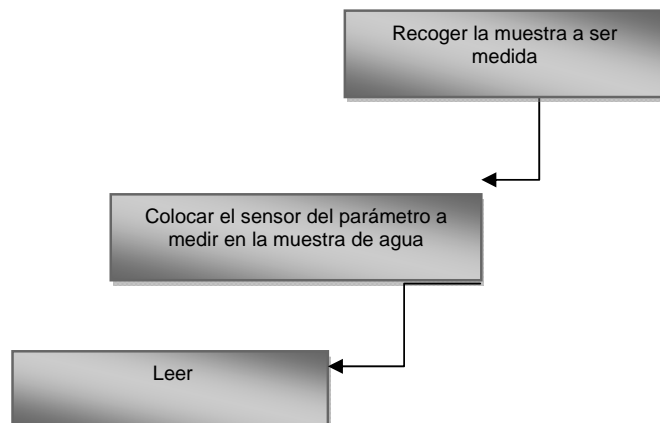 Recoger la muestra a ser
medida
Colocar el sensor del parámetro a
medir en la muestra de agua
Leer